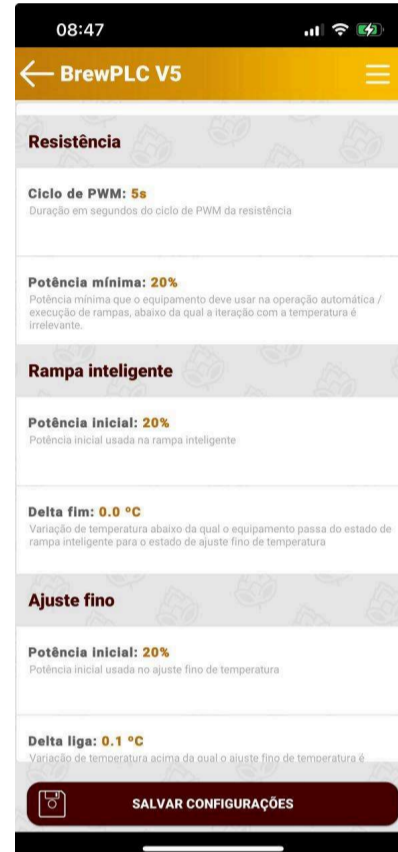 08:47
BrewPLC V5
Resistência
Ciclo de PWM: 5s
Duração em segundos do ciclo de PWM da resistência
Potência mínima: 20%
Potência mínima que o equipamento deve usar na operação automática /
execução de rampas, abaixo da qual a iteração com a temperatura é
irrelevante.
Rampa inteligente
Potência inicial: 20%
Potência inicial usada na rampa inteligente
Delta fim: 0.0 ºC
Variação de temperatura abaixo da qual o equipamento passa do estado de
rampa inteligente para o estado de ajuste fino de temperatura
Ajuste fino
Potência inicial: 20%
Potência inicial usada no ajuste fino de temperatura
Delta liga: 0.1 ºC
Variação de temperatura acima da qual o ajuste fino de temperatura é
SALVAR CONFIGURAÇÕES